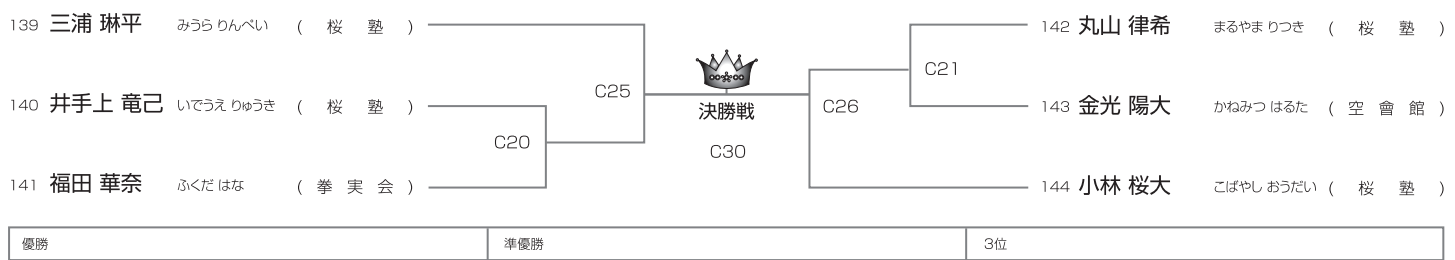 139 三浦 琳平 みうら りんぺい ( 桜 塾 )
140 井手上 竜己 いでうえ りゅうき ( 桜 塾 )
141 福田 華奈 ふくだ はな ( 拳 実 会 )
C20
C25
決勝戦
C30
C26
C21
142 丸山 律希 まるやま りつき ( 桜 塾 )
143 金光 陽大 かねみつ はるた ( 空 會 館 )
144 小林 桜大 こばやし おうだい ( 桜 塾 )
優勝 準優勝 3位